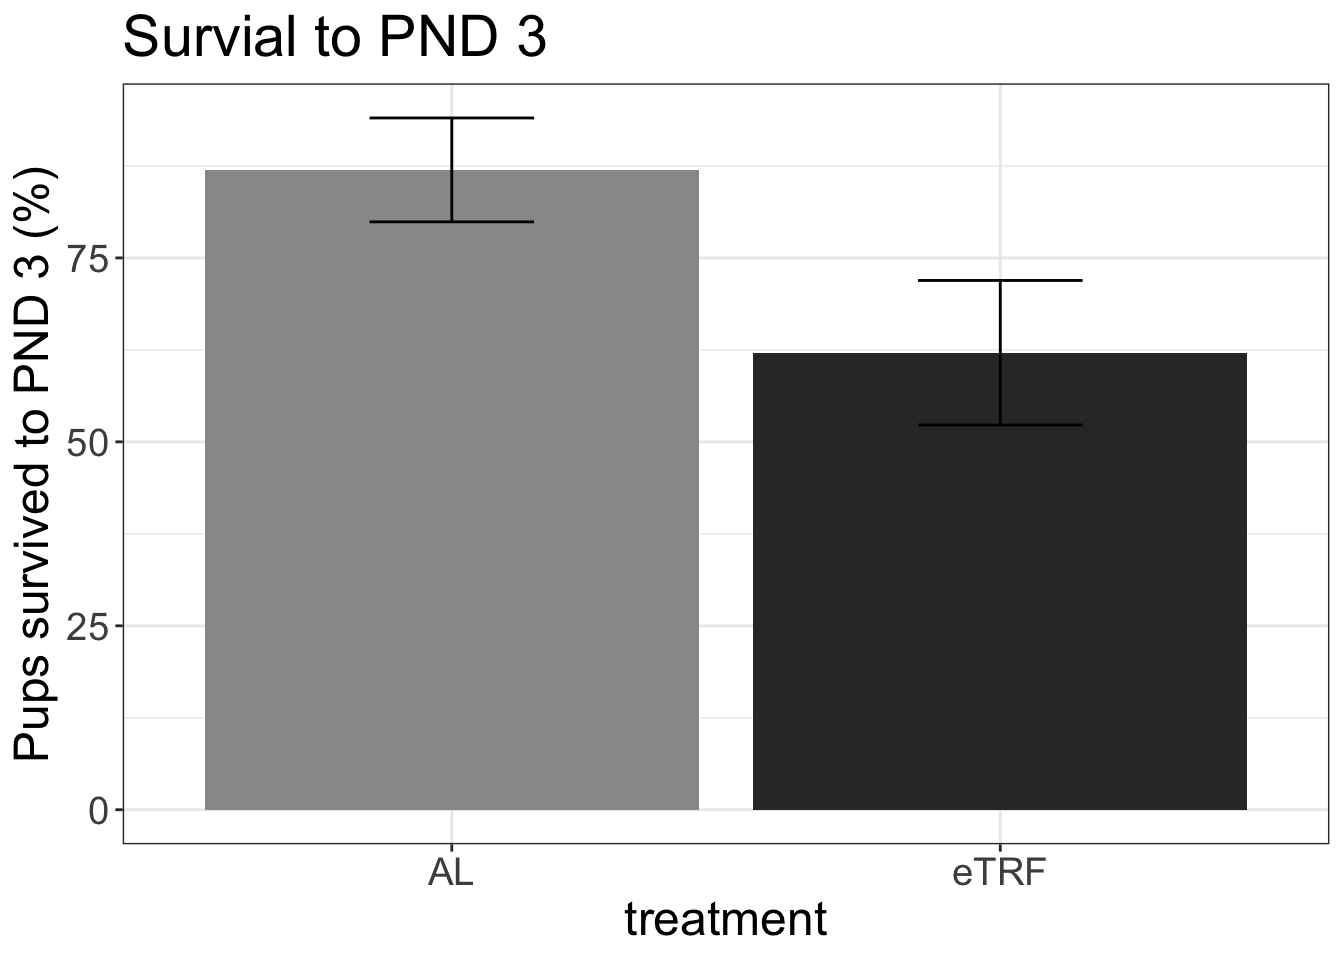 Survial to PND 3
Pups survived to PND 3 (%)
75
50
25
0
AL
eTRF
treatment